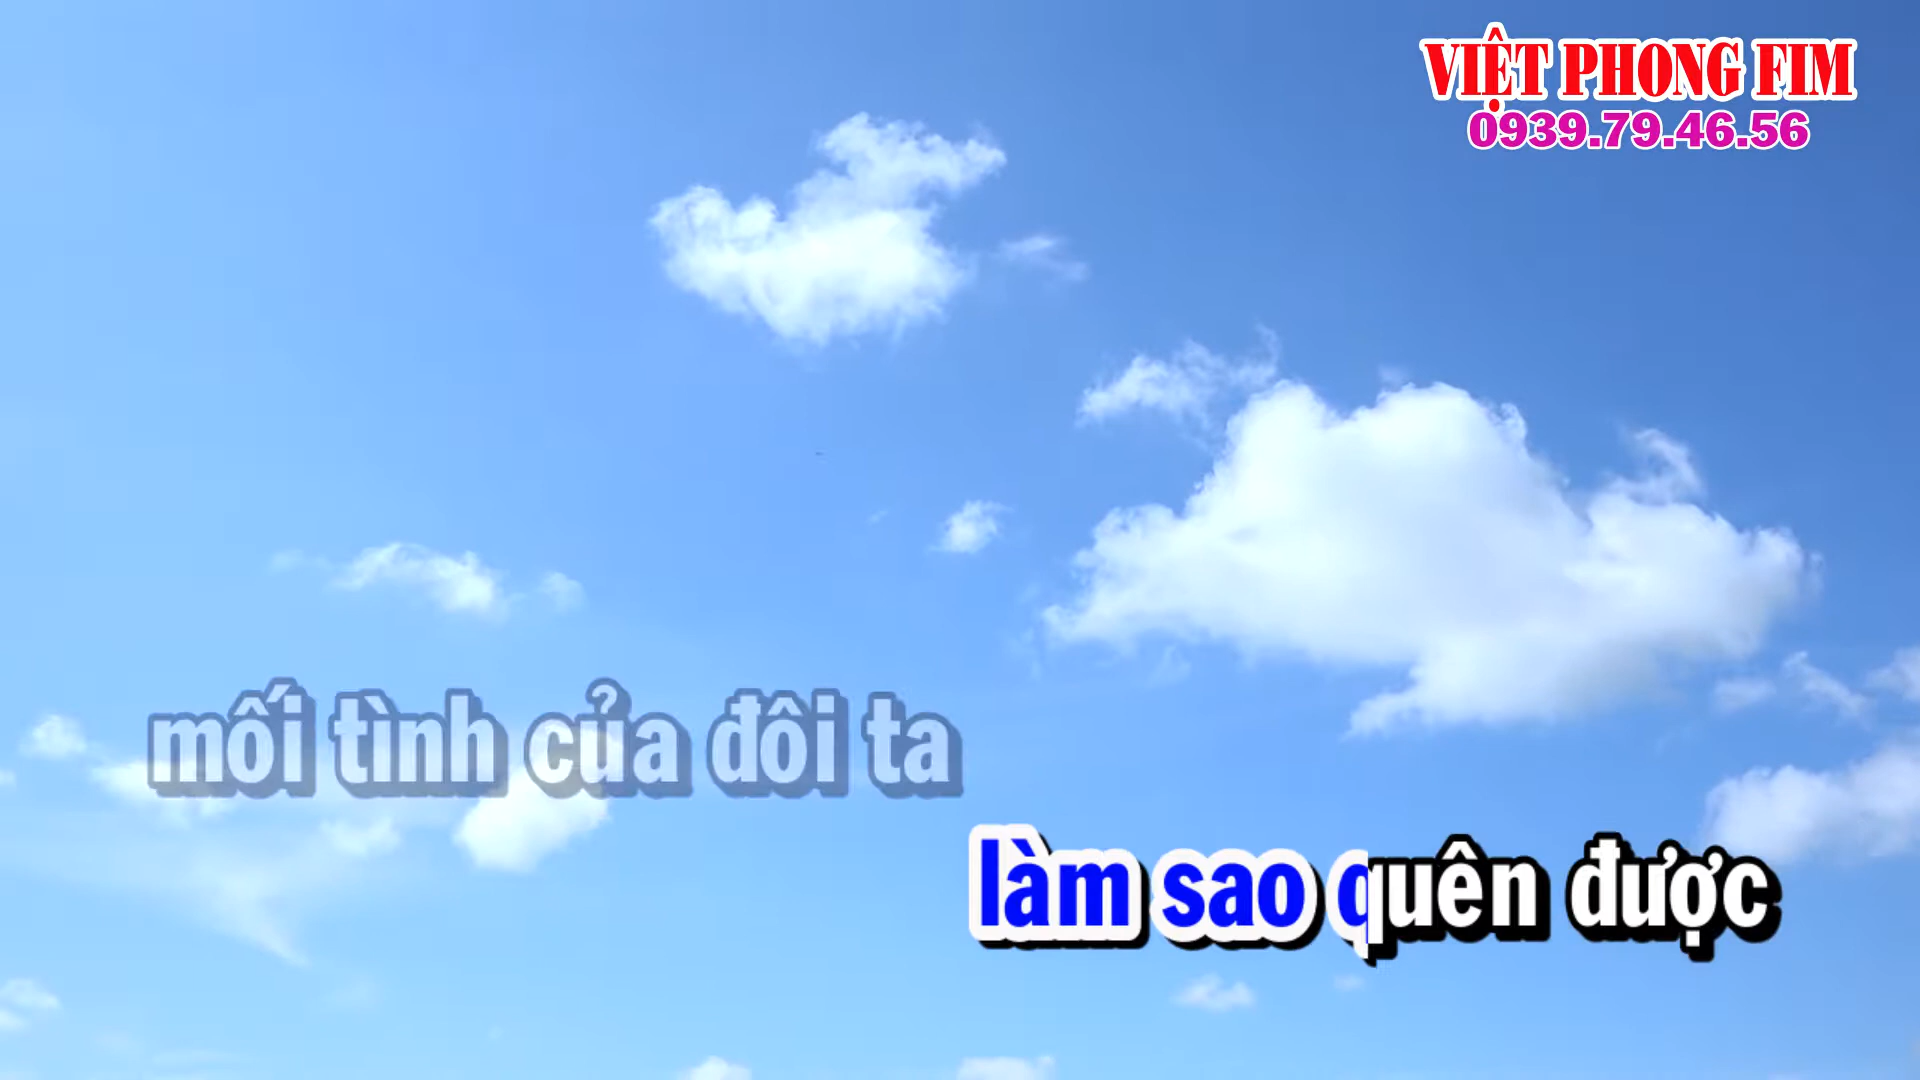 VIỆT PHONG FIM
0939.79.46.56
mối tình của đôi ta
làm sao quên được